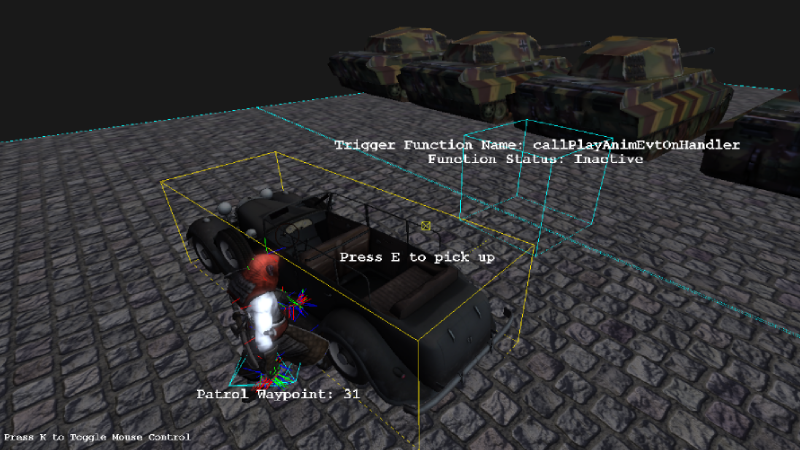 Trigger Function Name: callPlayAnimEvtOnHandler
Function Status: Inactive
Press E to pick up
Patrol Waypoint: 31
Press K to Toggle Mouse Control